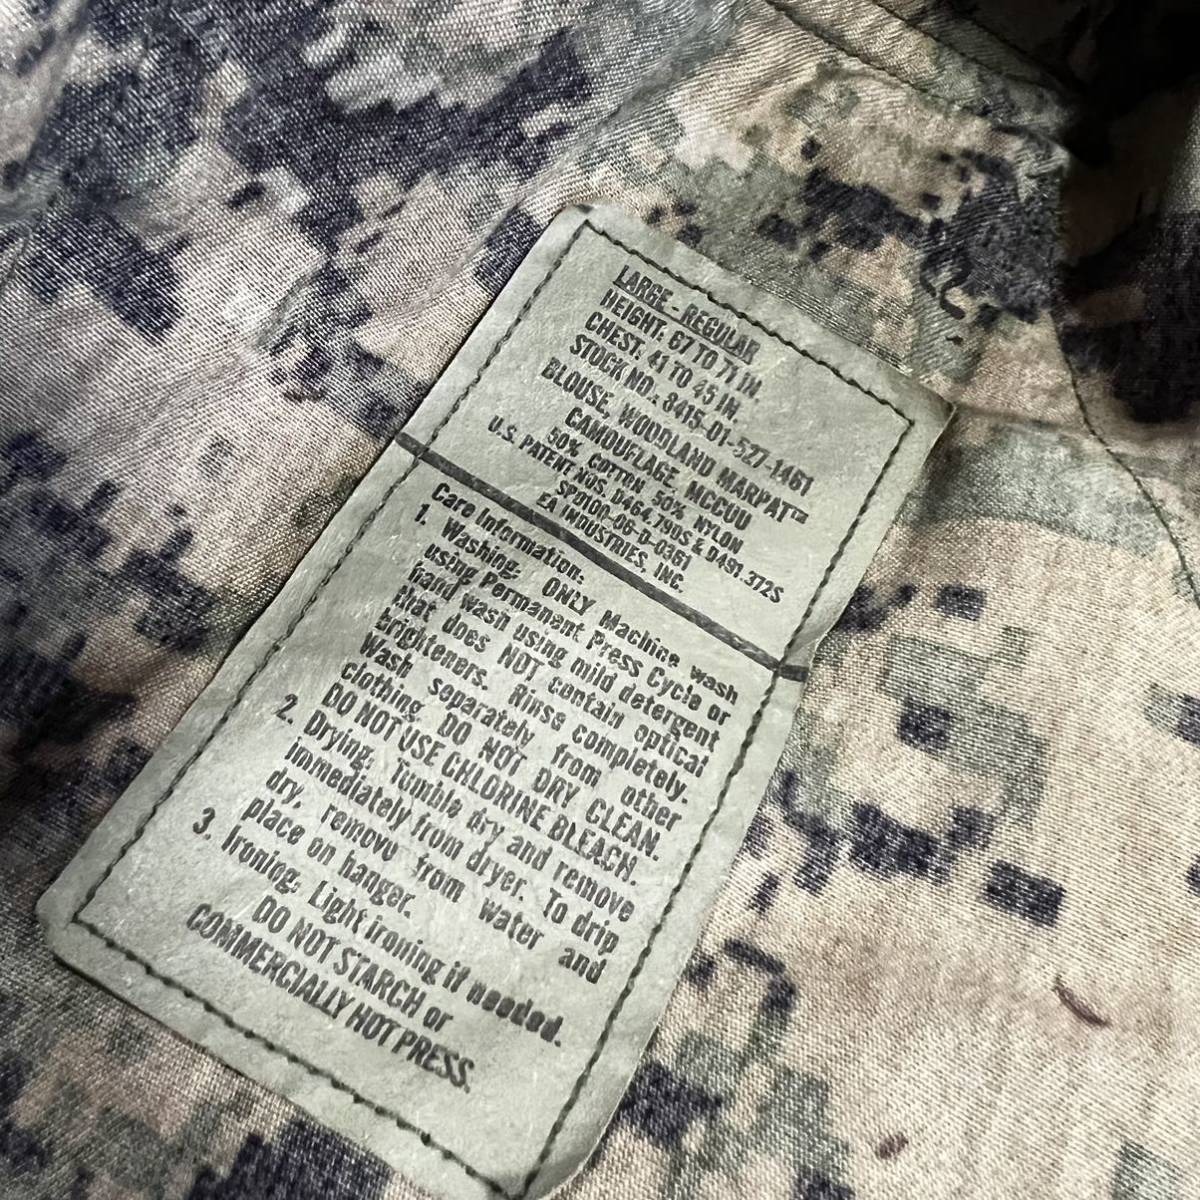 LARGE - REGULAR
HEIGHT: 67 TO 71 IN.
CHEST: 41 TO 45 IN.
STOCK NO.: 8415-01-527-1461
BLOUSE, WOODLAND MARPAT™
CAMOUFLAGE, MCCUU
50% COTTON 50% NYLON
U.S. PATENT NOS. D464,790S & D491,372S
SPO100-06-D-0361
EA INDUSTRIES, INC.
Care Information:
1. Washing: ONLY Machine wash
using Permanent Press Cycle or
hand wash using mild detergent
that does NOT contain optical
brighteners. Rinse completely.
Wash separately from other
clothing. DO NOT DRY CLEAN.
DO NOT USE CHLORINE BLEACH.
2. Drying: Tumble dry and remove
immediately from dryer. To drip
dry, remove from water and
place on hanger.
3. Ironing: Light ironing if needed.
DO NOT STARCH or
COMMERCIALLY HOT PRESS.